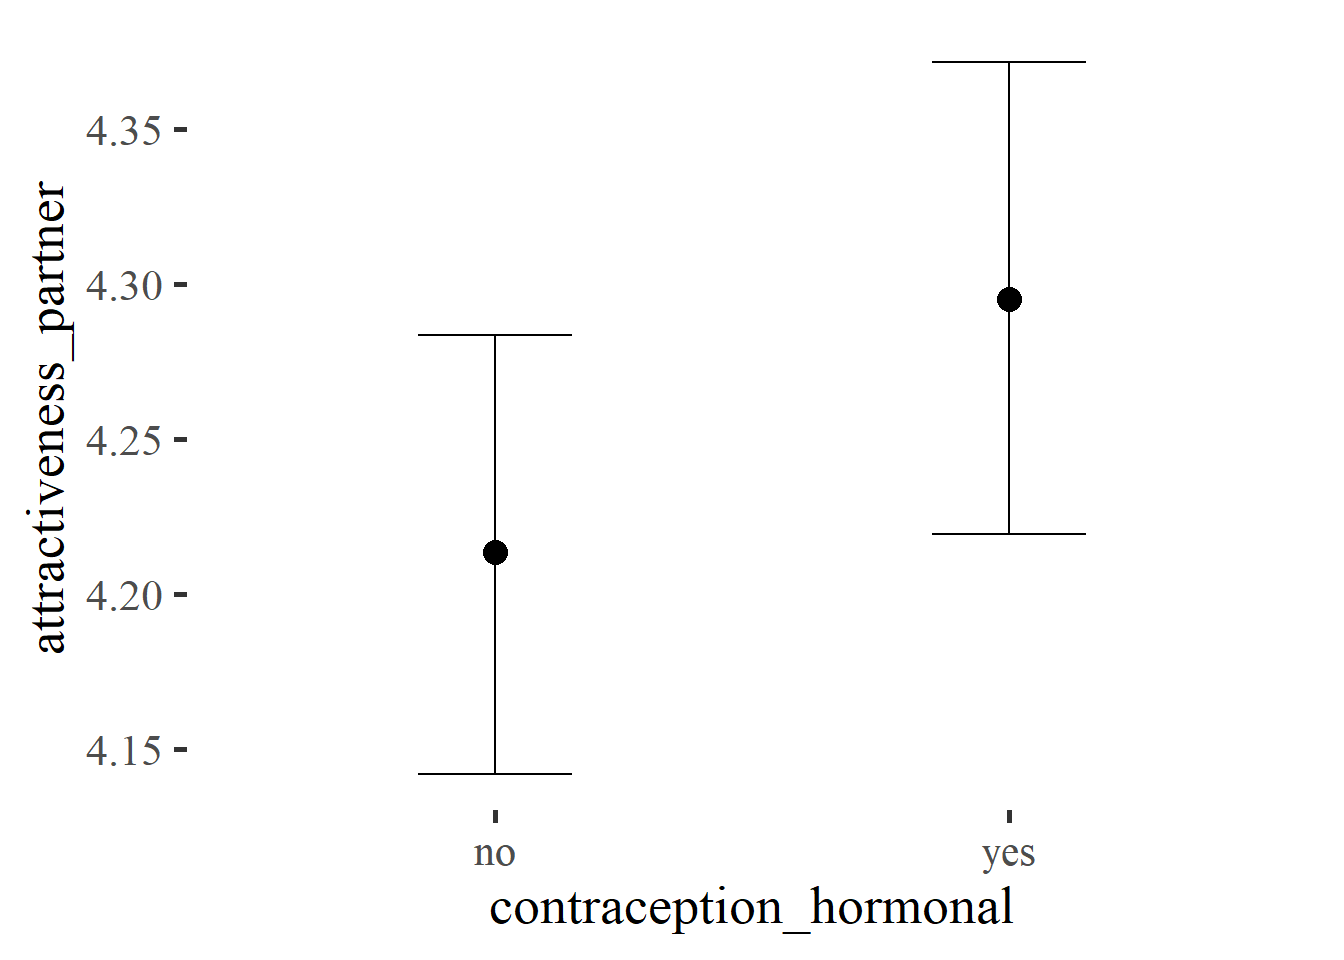 attractiveness_partner
4.35
4.30
4.25
4.20
4.15
no yes
contraception_hormonal